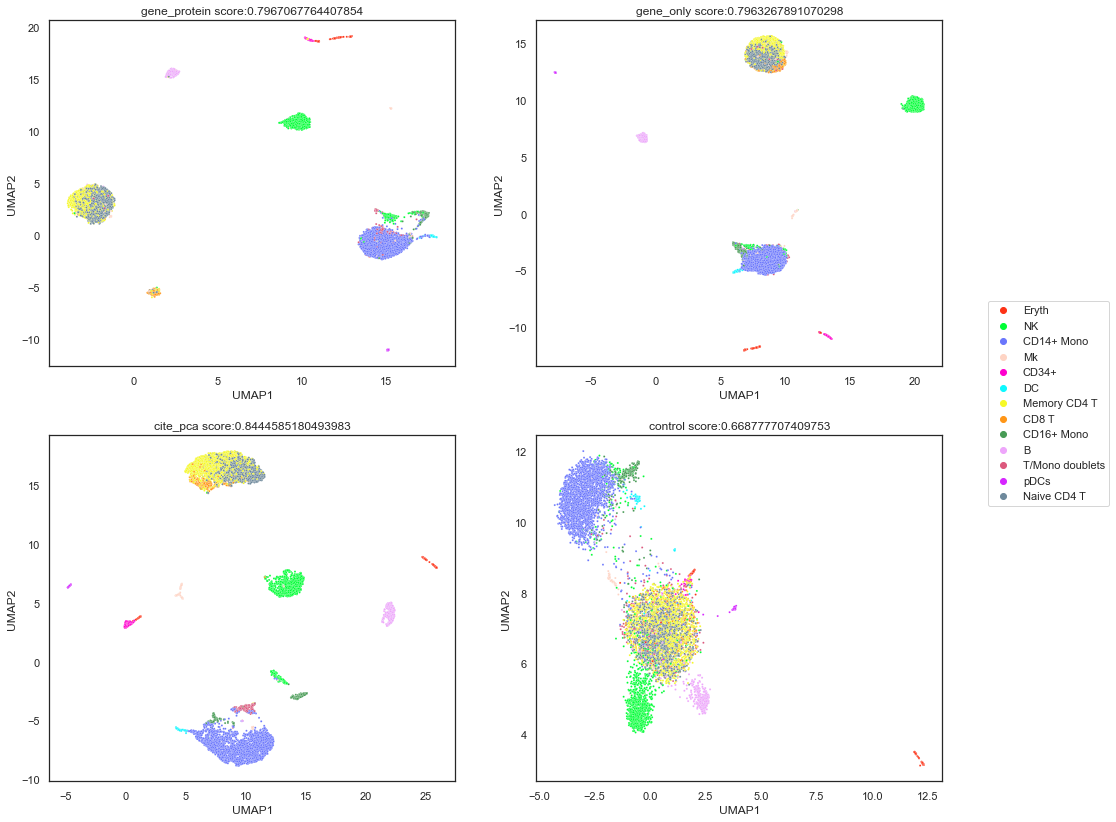 gene_protein score:0.7967067764407854
20
15
10
5
0
−5
−10
UMAP2
0
5
10
15
UMAP1
gene_only score:0.7963267891070298
15
10
5
0
−5
−10
UMAP2
−5
0
5
10
15
20
UMAP1
cite_pca score:0.8444585180493983
15
10
5
0
−5
−10
UMAP2
−5
0
5
10
15
20
25
UMAP1
control score:0.668777707409753
12
10
8
6
4
UMAP2
−5.0
−2.5
0.0
2.5
5.0
7.5
10.0
12.5
UMAP1
Eryth
NK
CD14+ Mono
Mk
CD34+
DC
Memory CD4 T
CD8 T
CD16+ Mono
B
T/Mono doublets
pDCs
Naive CD4 T